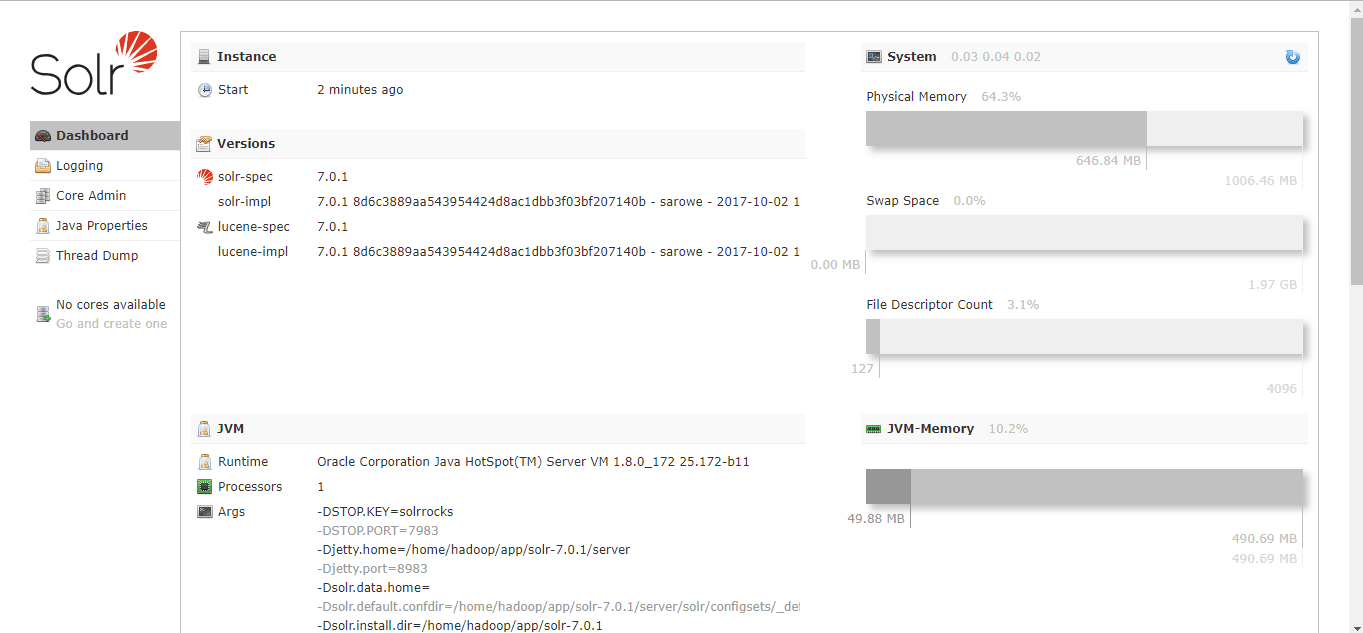 Solr
Dashboard
Logging
Core Admin
Java Properties
Thread Dump
No cores available
Go and create one
Instance
Start 2 minutes ago
Versions
solr-spec 7.0.1
solr-impl 7.0.1 8d6c3889aa543954424d8ac1dbb3f03bf207140b - sarowe - 2017-10-02 1
lucene-spec 7.0.1
lucene-impl 7.0.1 8d6c3889aa543954424d8ac1dbb3f03bf207140b - sarowe - 2017-10-02 1
System 0.03 0.04 0.02
Physical Memory 64.3%
646.84 MB
1006.46 MB
Swap Space 0.0%
0.00 MB
1.97 GB
File Descriptor Count 3.1%
127
4096
JVM
Runtime Oracle Corporation Java HotSpot(TM) Server VM 1.8.0_172 25.172-b11
Processors 1
Args -DSTOP.KEY=solrrocks
-DSTOP.PORT=7983
-Djetty.home=/home/hadoop/app/solr-7.0.1/server
-Djetty.port=8983
-Dsolr.data.home=
-Dsolr.default.confdir=/home/hadoop/app/solr-7.0.1/server/solr/configsets/_def
-Dsolr.install.dir=/home/hadoop/app/solr-7.0.1
JVM-Memory 10.2%
49.88 MB
490.69 MB
490.69 MB